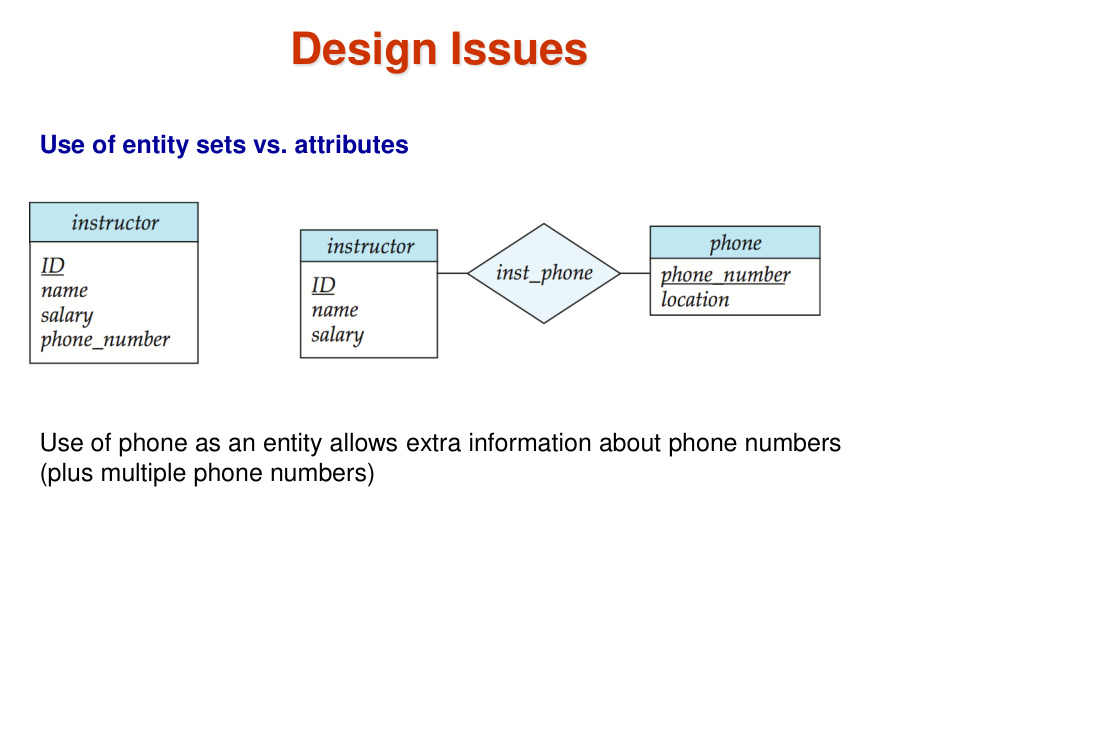 Design Issues
Use of entity sets vs. attributes
instructor
ID
name
salary
phone_number
instructor
ID
name
salary
inst_phone
phone
phone_number
location
Use of phone as an entity allows extra information about phone numbers
(plus multiple phone numbers)